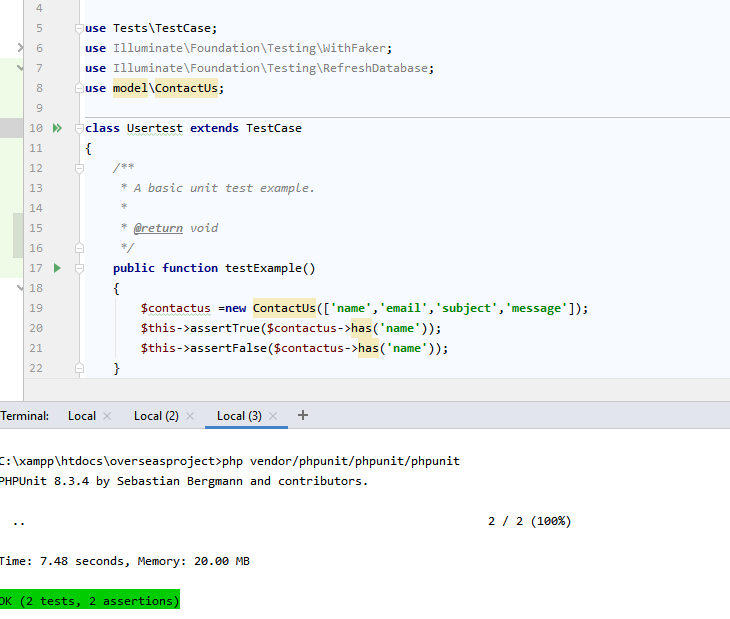 4
5 use Tests\TestCase;
6 use Illuminate\Foundation\Testing\WithFaker;
7 use Illuminate\Foundation\Testing\RefreshDatabase;
8 use model\ContactUs;
9
10 class Usertest extends TestCase
11 {
12 /**
13 * A basic unit test example.
14 *
15 * @return void
16 */
17 public function testExample()
18 {
19 $contactus =new ContactUs(['name','email','subject','message']);
20 $this->assertTrue($contactus->has('name'));
21 $this->assertFalse($contactus->has('name'));
22 }
Terminal: Local × Local (2) × Local (3) × +
C:\xampp\htdocs\overseasproject>php vendor/phpunit/phpunit/phpunit
PHPUnit 8.3.4 by Sebastian Bergmann and contributors.
.. 2 / 2 (100%)
Time: 7.48 seconds, Memory: 20.00 MB
OK (2 tests, 2 assertions)